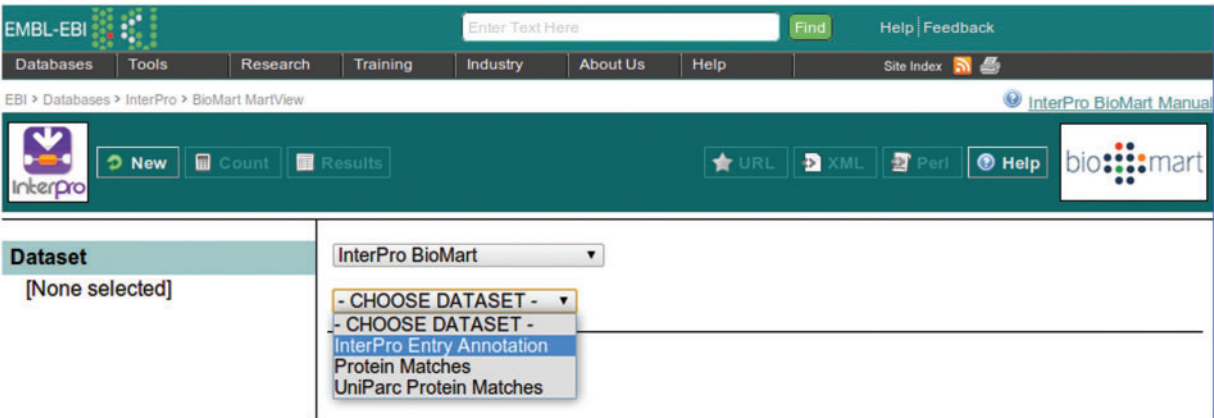 EMBL-EBI Enter Text Here Find Help Feedback
Databases Tools Research Training Industry About Us Help Site Index
EBI > Databases > InterPro > BioMart MartView InterPro BioMart Manual
New Count Results URL XML Perl Help bio mart
Interpro
Dataset InterPro BioMart
[None selected] - CHOOSE DATASET -
- CHOOSE DATASET -
InterPro Entry Annotation
Protein Matches
UniParc Protein Matches